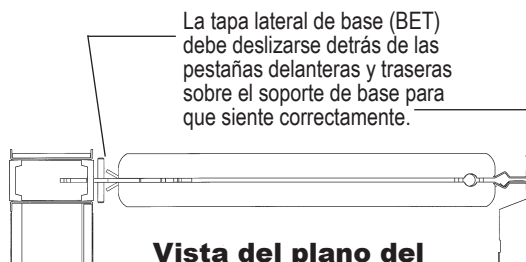 La tapa lateral de base (BET)
debe deslizarse detrás de las
pestañas delanteras y traseras
sobre el soporte de base para
que siente correctamente.
Vista del plano del